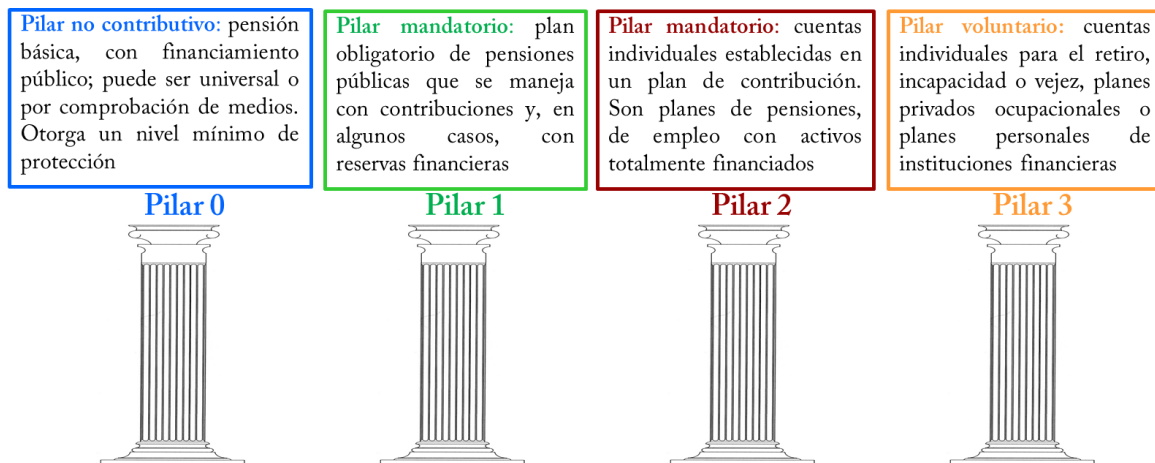 Pilar no contributivo: pensión
básica, con financiamiento
público; puede ser universal o
por comprobación de medios.
Otorga un nivel mínimo de
protección
Pilar mandatorio: plan
obligatorio de pensiones
públicas que se maneja
con contribuciones y, en
algunos casos, con
reservas financieras
Pilar mandatorio: cuentas
individuales establecidas en
un plan de contribución.
Son planes de pensiones,
de empleo con activos
totalmente financiados
Pilar voluntario: cuentas
individuales para el retiro,
incapacidad o vejez, planes
privados ocupacionales o
planes personales de
instituciones financieras
Pilar 0
Pilar 1
Pilar 2
Pilar 3